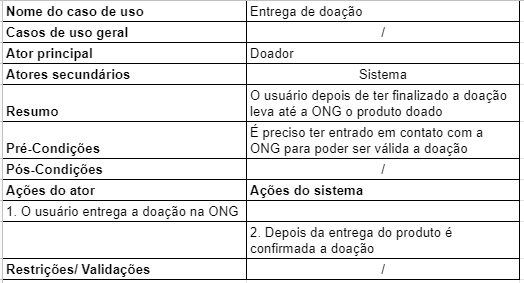 Nome do caso de uso Entrega de doação
Casos de uso geral /
Ator principal Doador
Atores secundários Sistema
Resumo O usuário depois de ter finalizado a doação
leva até a ONG o produto doado
Pré-Condições É preciso ter entrado em contato com a
ONG para poder ser válida a doação
Pós-Condições /
Ações do ator Ações do sistema
1. O usuário entrega a doação na ONG
2. Depois da entrega do produto é
confirmada a doação
Restrições/ Validações /